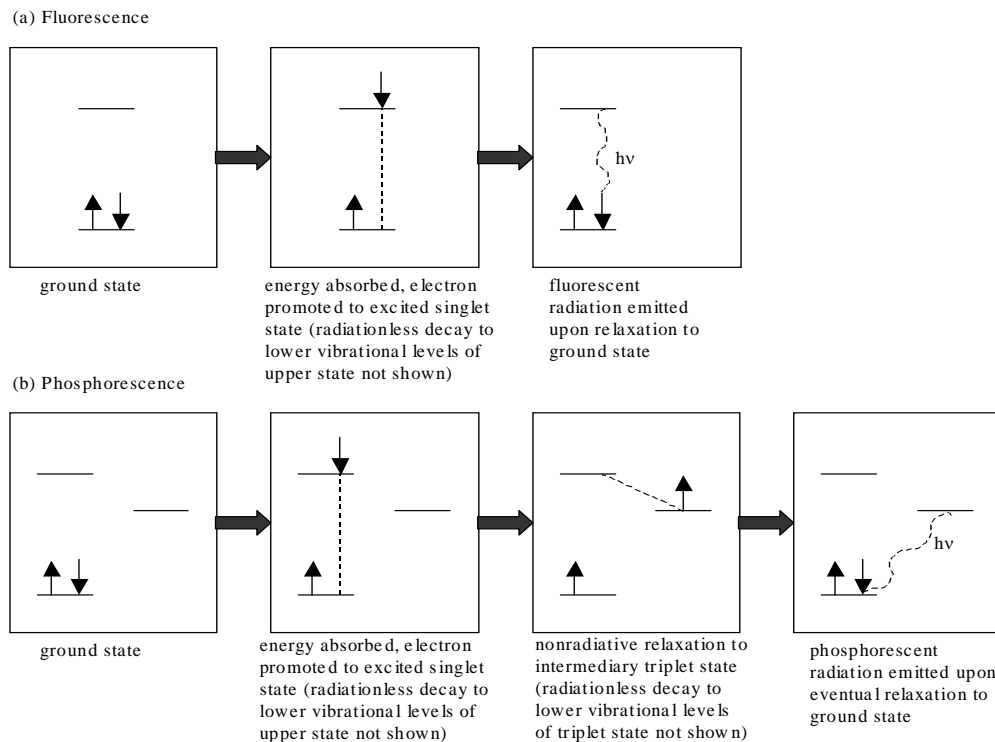 (a) Fluorescence
hν
ground state
energy absorbed, electron
promoted to excited singlet
state (radiationless decay to
lower vibrational levels of
upper state not shown)
fluorescent
radiation emitted
upon relaxation to
ground state
(b) Phosphorescence
hν
ground state
energy absorbed, electron
promoted to excited singlet
state (radiationless decay to
lower vibrational levels of
upper state not shown)
nonradiative relaxation to
intermediary triplet state
(radiationless decay to
lower vibrational levels
of triplet state not shown)
phosphorescent
radiation emitted upon
eventual relaxation to
ground state